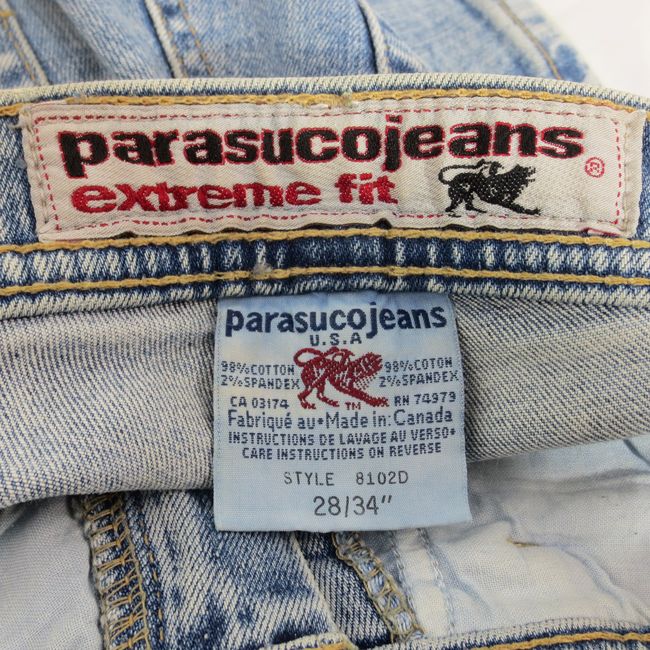 parasucojeans
extreme fit ®
parasucojeans
U.S.A
98%COTTON 98%COTON
2%SPANDEX 2%SPANDEX
TM
CA 03174 RN 74979
Fabriqué au•Made in:Canada
INSTRUCTIONS DE LAVAGE AU VERSO•
CARE INSTRUCTIONS ON REVERSE
STYLE 8102D
28/34"